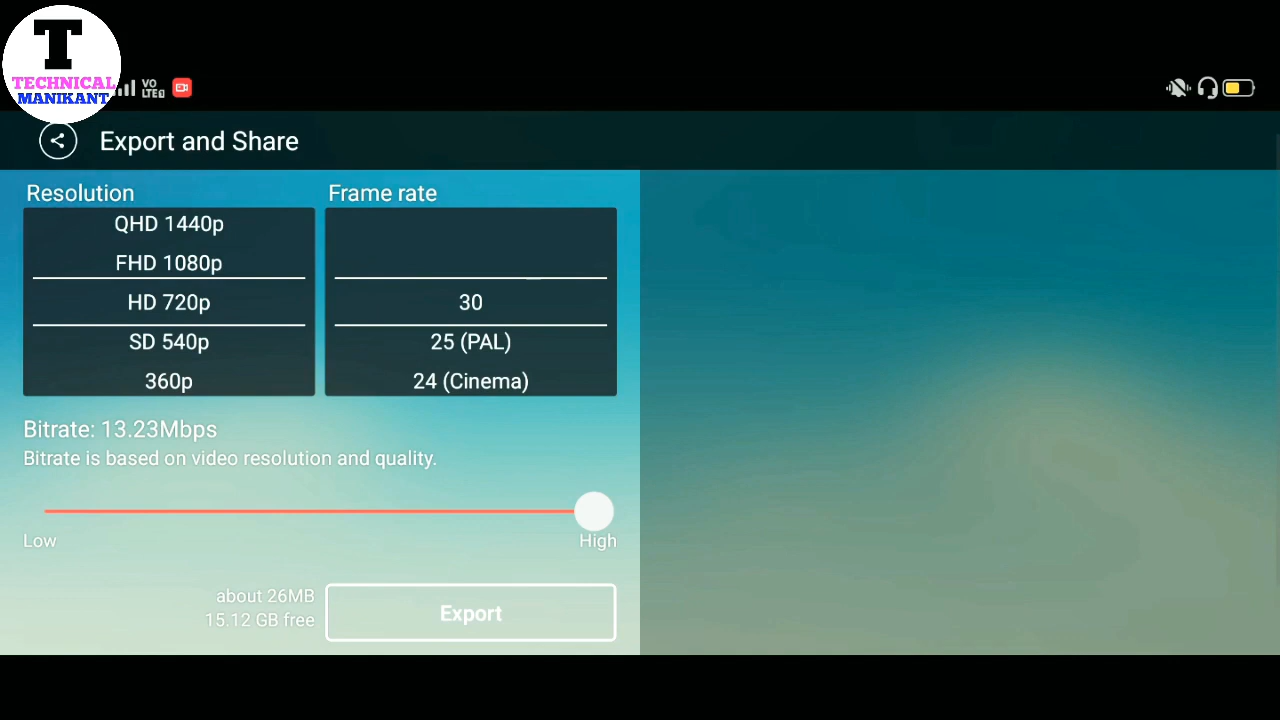 T
TECHNICAL
MANIKANT
VO
LTE
Export and Share
Resolution
Frame rate
QHD 1440p
FHD 1080p
HD 720p
SD 540p
360p
30
25 (PAL)
24 (Cinema)
Bitrate: 13.23Mbps
Bitrate is based on video resolution and quality.
Low
High
about 26MB
15.12 GB free
Export